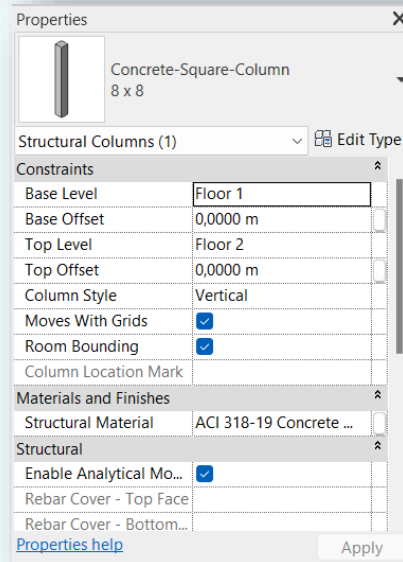 Properties
Concrete-Square-Column
8 x 8
Structural Columns (1) Edit Type
Constraints
Base Level Floor 1
Base Offset 0,0000 m
Top Level Floor 2
Top Offset 0,0000 m
Column Style Vertical
Moves With Grids
Room Bounding
Column Location Mark
Materials and Finishes
Structural Material ACI 318-19 Concrete ...
Structural
Enable Analytical Mo...
Rebar Cover - Top Face
Rebar Cover - Bottom...
Properties help Apply